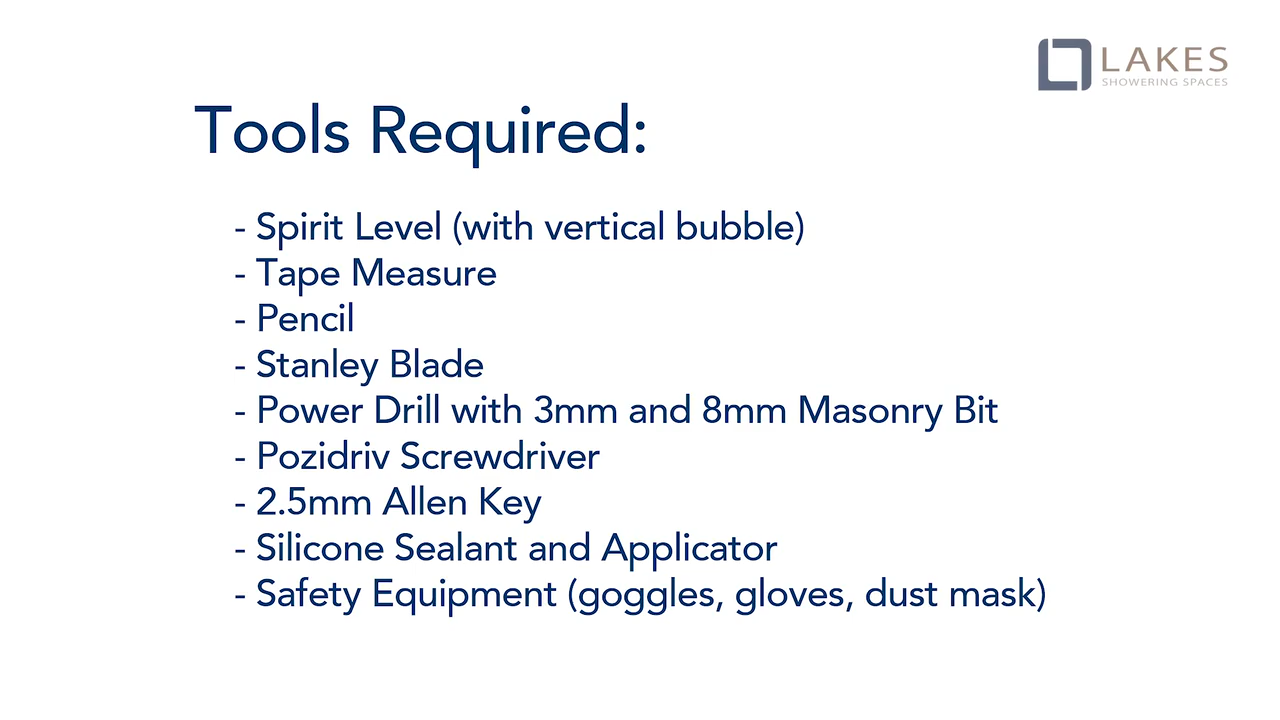 LAKES
SHOWERING SPACES
Tools Required:
- Spirit Level (with vertical bubble)
- Tape Measure
- Pencil
- Stanley Blade
- Power Drill with 3mm and 8mm Masonry Bit
- Pozidriv Screwdriver
- 2.5mm Allen Key
- Silicone Sealant and Applicator
- Safety Equipment (goggles, gloves, dust mask)